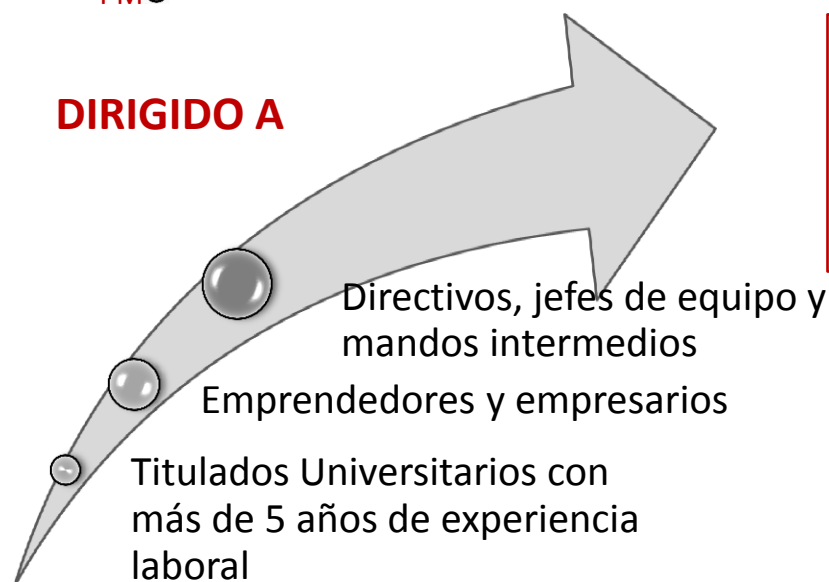 DIRIGIDO A
Directivos, jefes de equipo y
mandos intermedios
Emprendedores y empresarios
Titulados Universitarios con
más de 5 años de experiencia
laboral